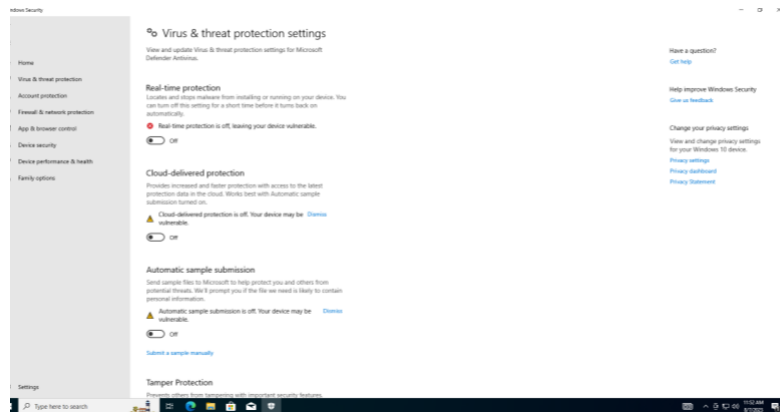 ndows Security
Home
Virus & threat protection
Account protection
Firewall & network protection
App & browser control
Device security
Device performance & health
Family options
Settings
Virus & threat protection settings
View and update Virus & threat protection settings for Microsoft
Defender Antivirus.
Real-time protection
Locates and stops malware from installing or running on your device. You
can turn off this setting for a short time before it turns back on
automatically.
Real-time protection is off, leaving your device vulnerable.
Off
Cloud-delivered protection
Provides increased and faster protection with access to the latest
protection data in the cloud. Works best with Automatic sample
submission turned on.
Cloud-delivered protection is off. Your device may be Dismiss
vulnerable.
Off
Automatic sample submission
Send sample files to Microsoft to help protect you and others from
potential threats. We'll prompt you if the file we need is likely to contain
personal information.
Automatic sample submission is off. Your device may be Dismiss
vulnerable.
Off
Submit a sample manually
Tamper Protection
Prevents others from tampering with important security features.
Have a question?
Get help
Help improve Windows Security
Give us feedback
Change your privacy settings
View and change privacy settings
for your Windows 10 device.
Privacy settings
Privacy dashboard
Privacy Statement
Type here to search
11:52 AM